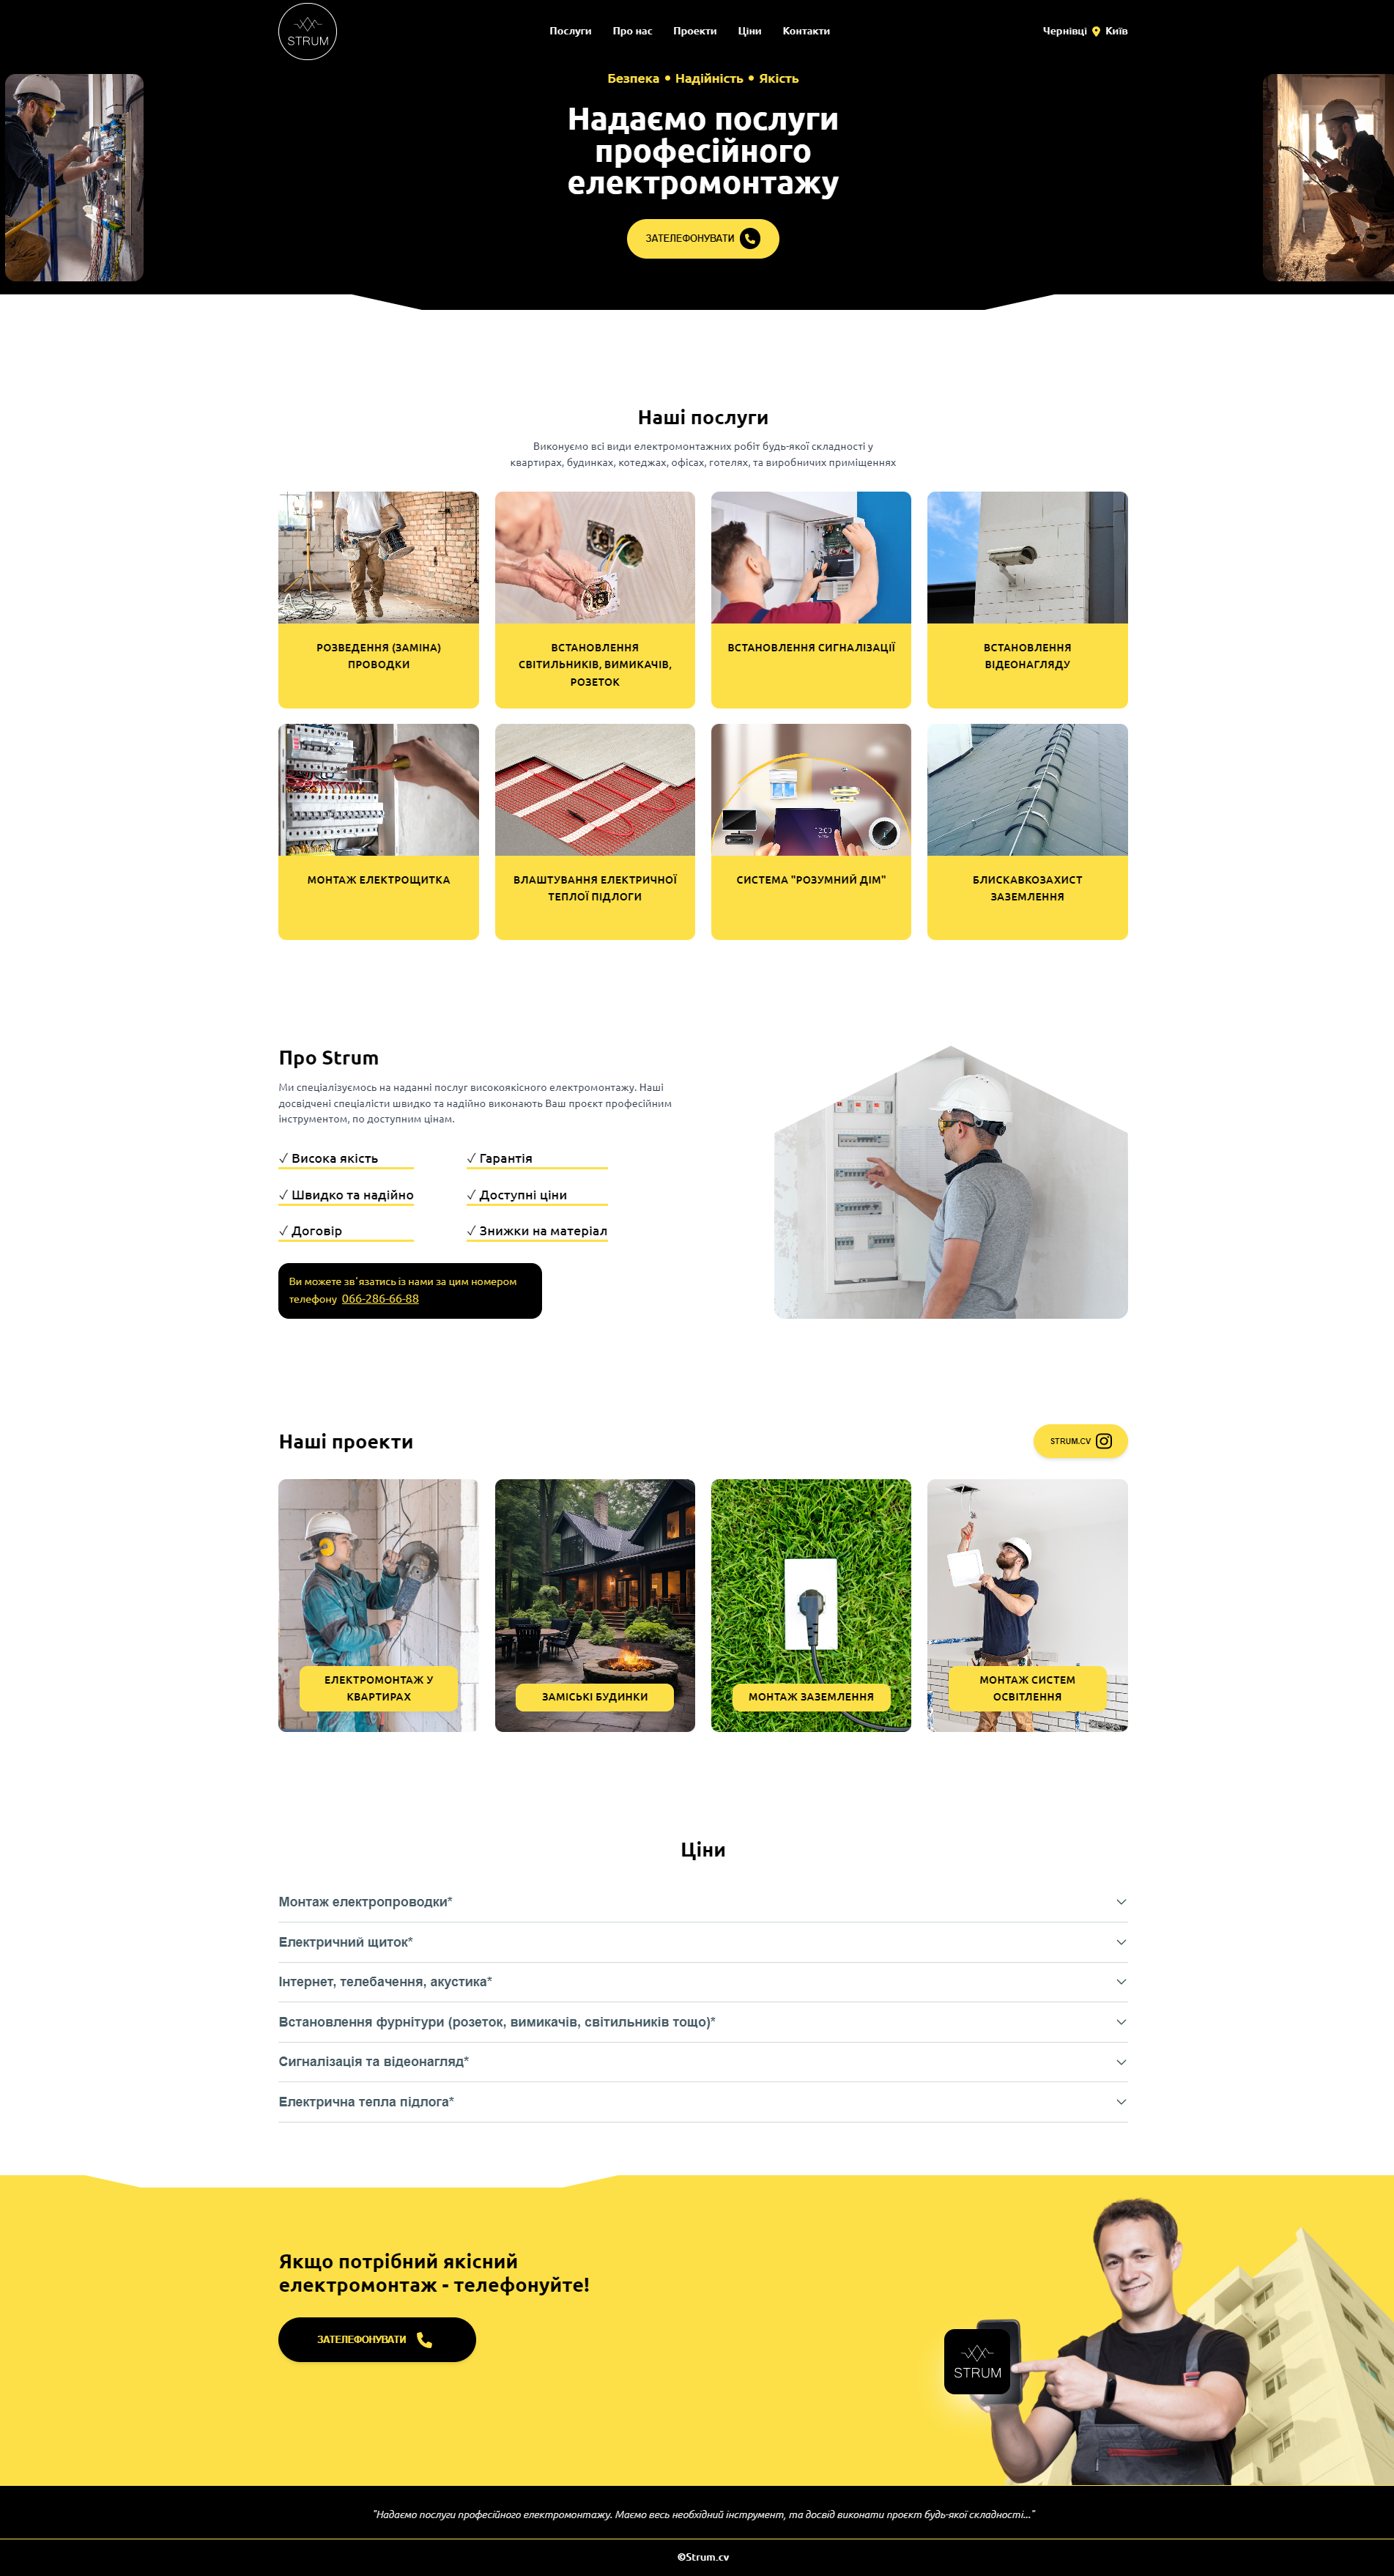 STRUM
Послуги Про нас Проекти Ціни Контакти
Чернівці Київ
Безпека • Надійність • Якість
Надаємо послуги
професійного
електромонтажу
ЗАТЕЛЕФОНУВАТИ
Наші послуги
Виконуємо всі види електромонтажних робіт будь-якої складності у
квартирах, будинках, котеджах, офісах, готелях, та виробничих приміщеннях
РОЗВЕДЕННЯ (ЗАМІНА)
ПРОВОДКИ
ВСТАНОВЛЕННЯ
СВІТИЛЬНИКІВ, ВИМИКАЧІВ,
РОЗЕТОК
ВСТАНОВЛЕННЯ СИГНАЛІЗАЦІЇ
ВСТАНОВЛЕННЯ
ВІДЕОНАГЛЯДУ
МОНТАЖ ЕЛЕКТРОЩИТКА
ВЛАШТУВАННЯ ЕЛЕКТРИЧНОЇ
ТЕПЛОЇ ПІДЛОГИ
СИСТЕМА "РОЗУМНИЙ ДІМ"
БЛИСКАВКОЗАХИСТ
ЗАЗЕМЛЕННЯ
Про Strum
Ми спеціалізуємось на наданні послуг високоякісного електромонтажу. Наші
досвідчені спеціалісти швидко та надійно виконають Ваш проєкт професійним
інструментом, по доступним цінам.
✓ Висока якість
✓ Гарантія
✓ Швидко та надійно
✓ Доступні ціни
✓ Договір
✓ Знижки на матеріал
Ви можете зв'язатись із нами за цим номером
телефону 066-286-66-88
Наші проекти
STRUM.CV
ЕЛЕКТРОМОНТАЖ У
КВАРТИРАХ
ЗАМІСЬКІ БУДИНКИ
МОНТАЖ ЗАЗЕМЛЕННЯ
МОНТАЖ СИСТЕМ
ОСВІТЛЕННЯ
Ціни
Монтаж електропроводки*
Електричний щиток*
Інтернет, телебачення, акустика*
Встановлення фурнітури (розеток, вимикачів, світильників тощо)*
Сигналізація та відеонагляд*
Електрична тепла підлога*
Якщо потрібний якісний
електромонтаж - телефонуйте!
ЗАТЕЛЕФОНУВАТИ
STRUM
"Надаємо послуги професійного електромонтажу. Маємо весь необхідний інструмент, та досвід виконати проєкт будь-якої складності..."
©Strum.cv